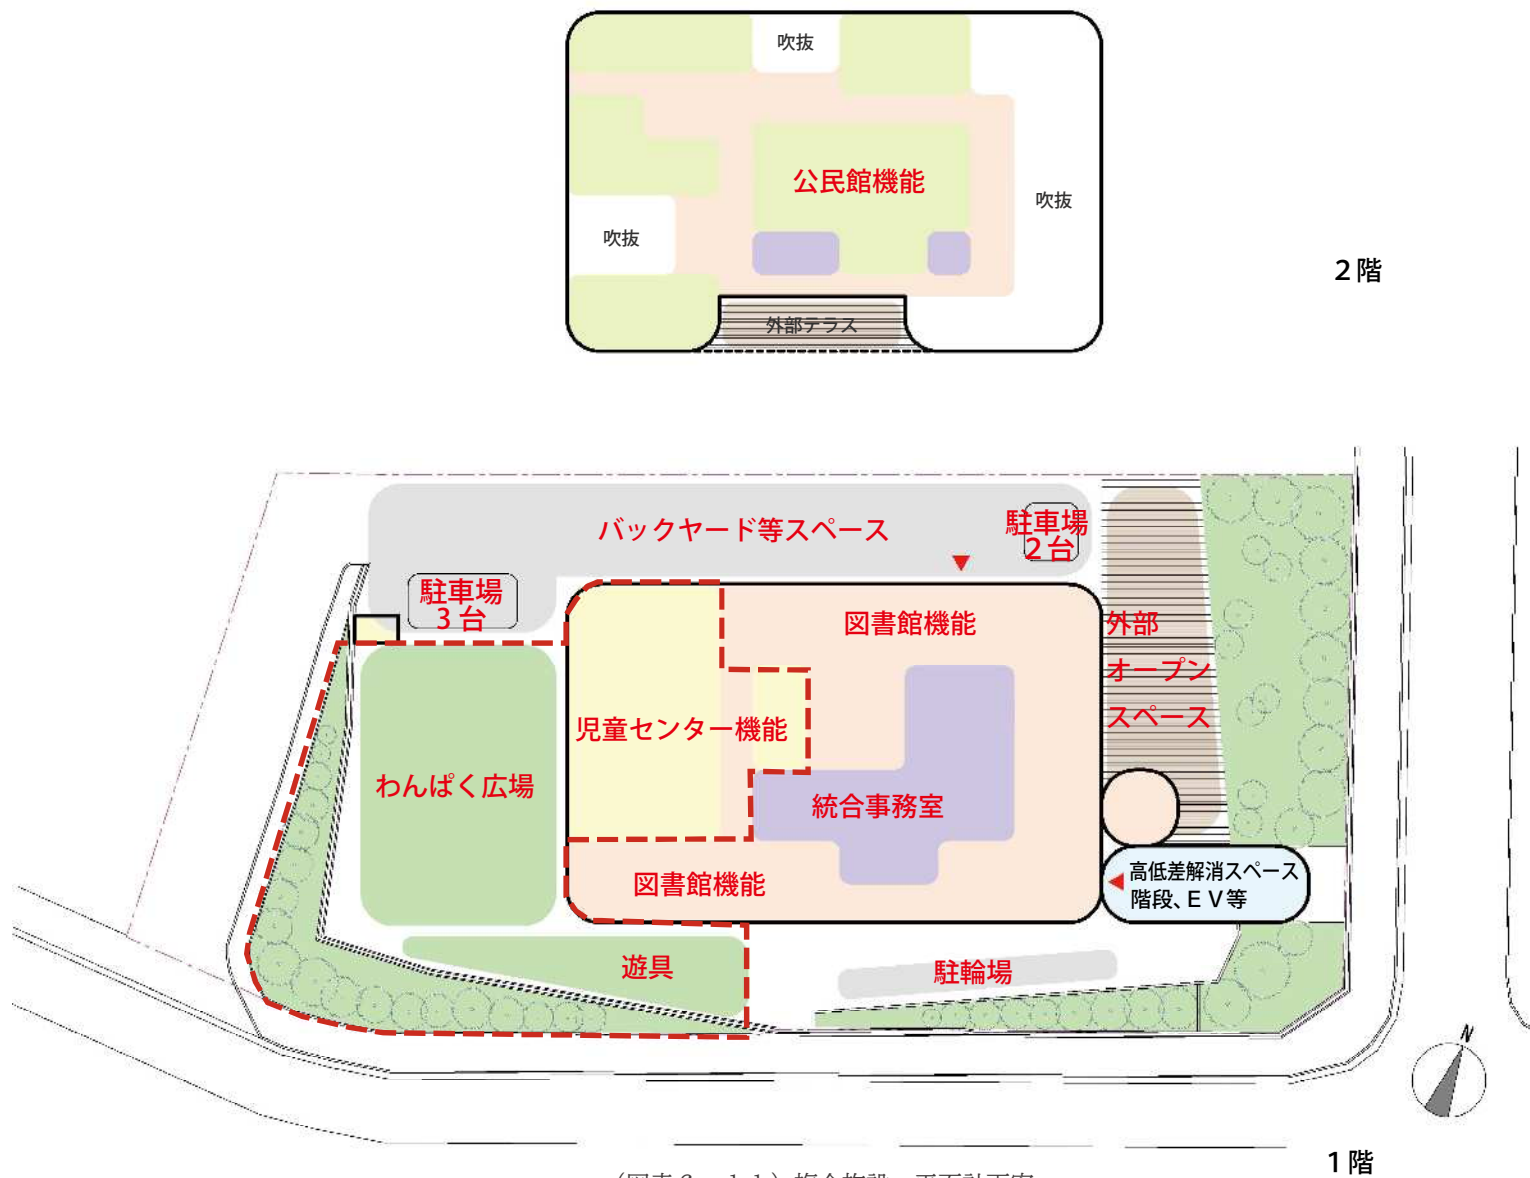 吹抜
公民館機能
吹抜
吹抜
外部テラス
2階
バックヤード等スペース
駐車場
2台
駐車場
3台
図書館機能
外部
オープン
スペース
児童センター機能
わんぱく広場
統合事務室
図書館機能
高低差解消スペース
階段、EV等
遊具
駐輪場
N
1階